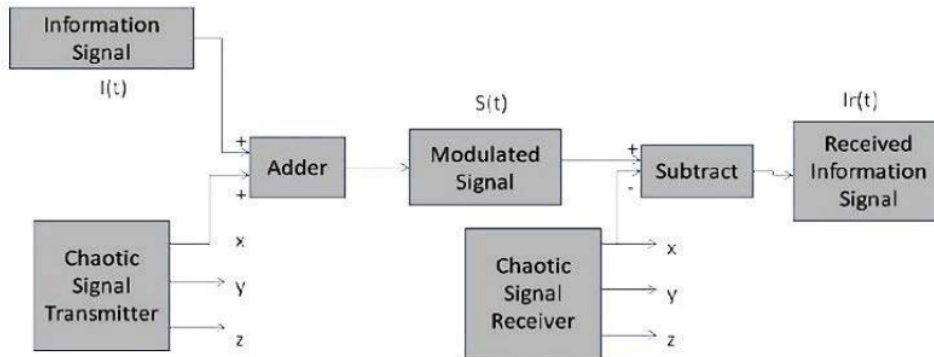 Information
Signal
I(t)
S(t)
Ir(t)
+
+
Adder
Modulated
Signal
+
-
Subtract
Received
Information
Signal
Chaotic
Signal
Transmitter
x
y
z
Chaotic
Signal
Receiver
x
y
z